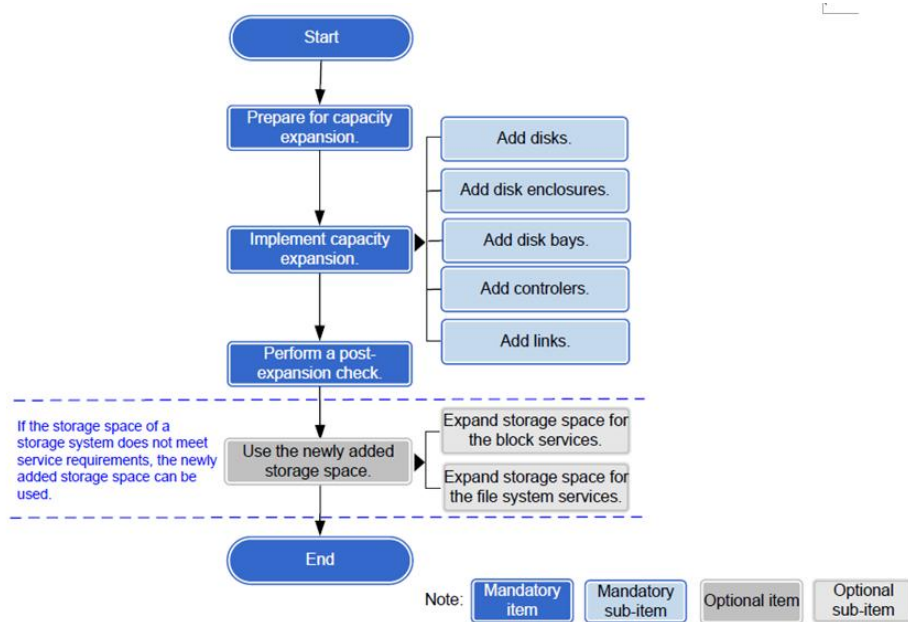 Start
Prepare for capacity
expansion.
Add disks.
Add disk enclosures.
Implement capacity
expansion.
Add disk bays.
Add controlers.
Add links.
Perform a post-
expansion check.
If the storage space of a
storage system does not meet
service requirements, the newly
added storage space can be
used.
Use the newly added
storage space.
Expand storage space for
the block services.
Expand storage space for
the file system services.
End
Note:
Mandatory
item
Mandatory
sub-item
Optional item
Optional
sub-item